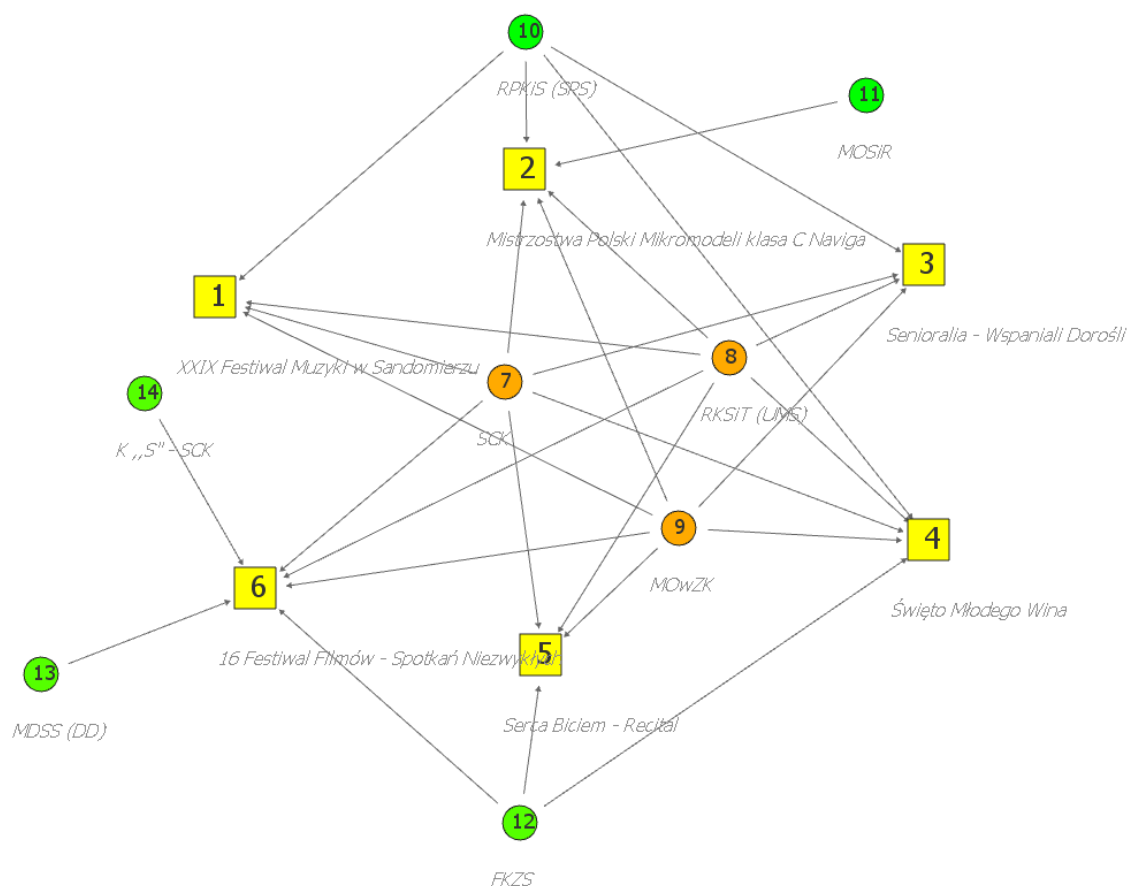 10
RPKiS (SPS)
11
MOSiR
2
Mistrzostwa Polski Mikromodeli klasa C Naviga
3
Senioralia - Wspaniali Dorośli
1
XXIX Festiwal Muzyki w Sandomierzu
8
RKSiT (UMS)
7
SCK
14
K ,,S" - SCK
9
MOwZK
4
Święto Młodego Wina
6
16 Festiwal Filmów - Spotkań Niezwykłych
5
Serca Biciem - Recital
13
MDSS (DD)
12
FKZS